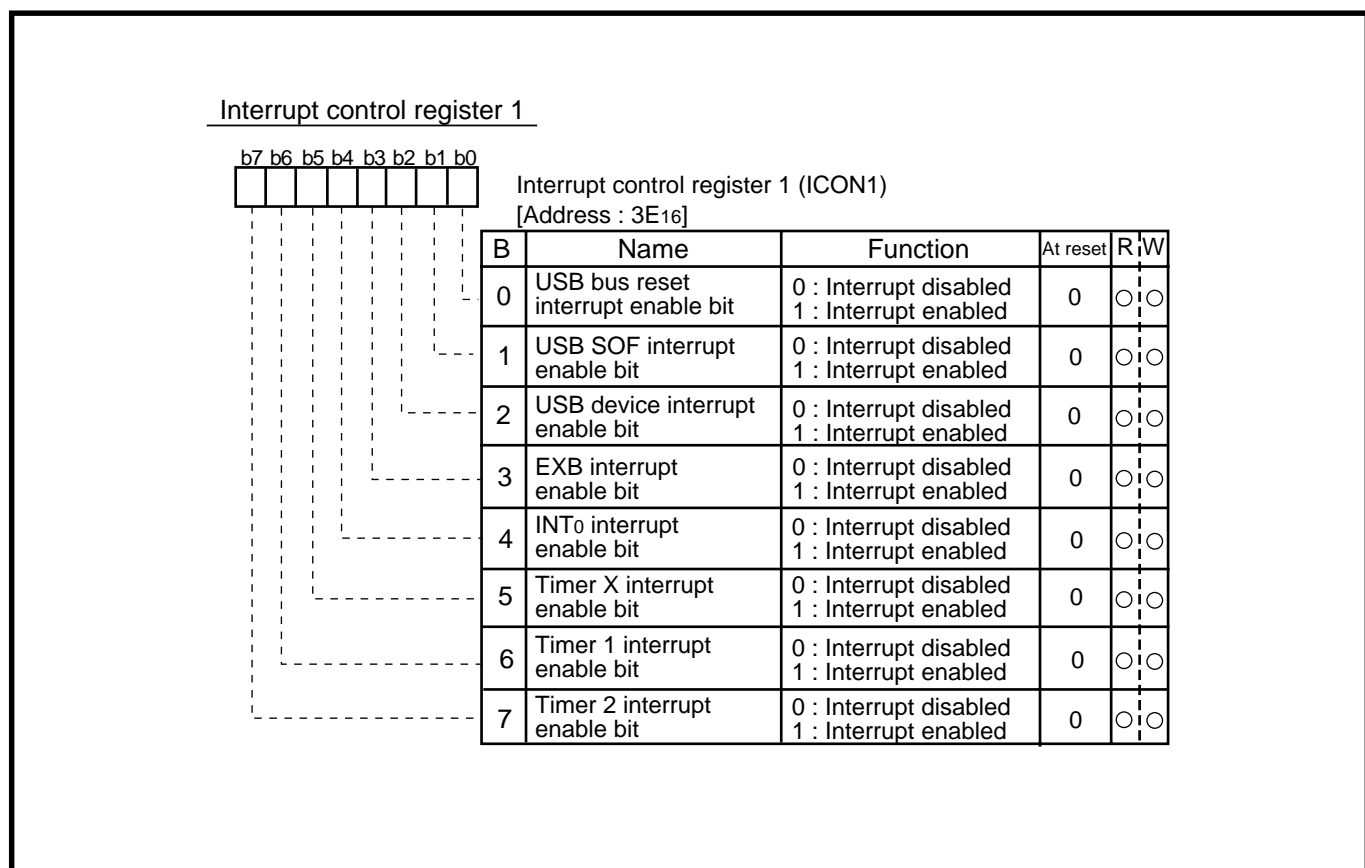 Interrupt control register 1
b7 b6 b5 b4 b3 b2 b1 b0
Interrupt control register 1 (ICON1)
[Address : 3E16]
B Name Function At reset R W
0 USB bus reset interrupt enable bit 0 : Interrupt disabled 1 : Interrupt enabled 0 ○ ○
1 USB SOF interrupt enable bit 0 : Interrupt disabled 1 : Interrupt enabled 0 ○ ○
2 USB device interrupt enable bit 0 : Interrupt disabled 1 : Interrupt enabled 0 ○ ○
3 EXB interrupt enable bit 0 : Interrupt disabled 1 : Interrupt enabled 0 ○ ○
4 INT0 interrupt enable bit 0 : Interrupt disabled 1 : Interrupt enabled 0 ○ ○
5 Timer X interrupt enable bit 0 : Interrupt disabled 1 : Interrupt enabled 0 ○ ○
6 Timer 1 interrupt enable bit 0 : Interrupt disabled 1 : Interrupt enabled 0 ○ ○
7 Timer 2 interrupt enable bit 0 : Interrupt disabled 1 : Interrupt enabled 0 ○ ○